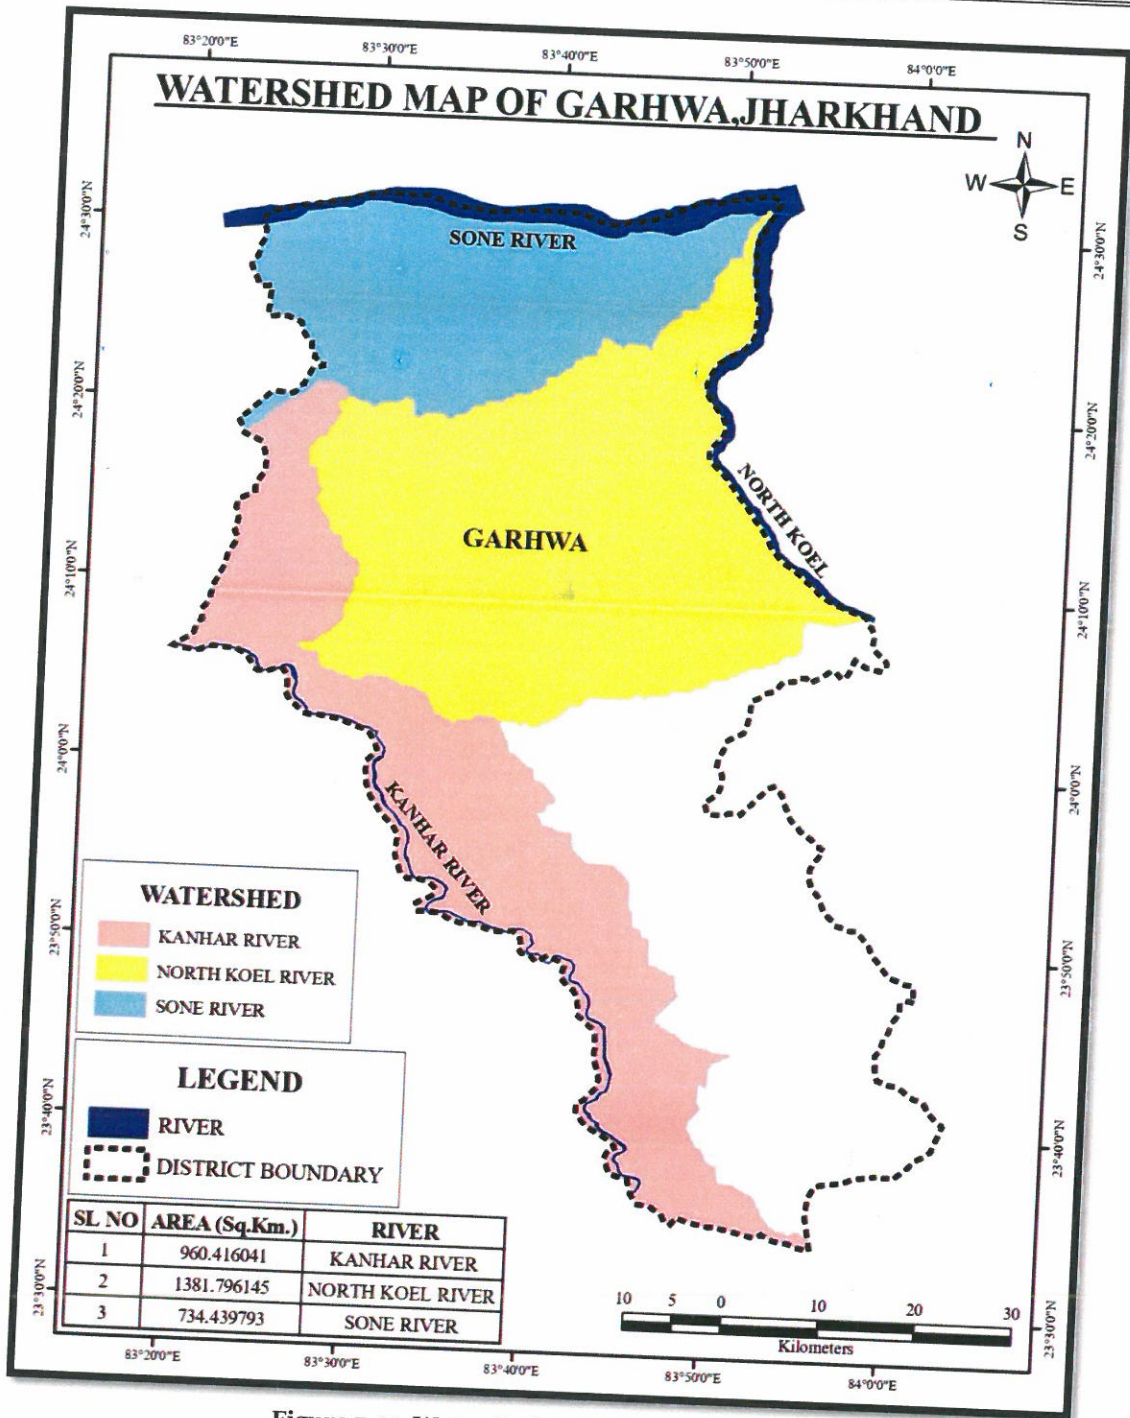 83°20'0"E 83°30'0"E 83°40'0"E 83°50'0"E 84°0'0"E
WATERSHED MAP OF GARHWA,JHARKHAND
N
W E
S
24°30'0"N
24°30'0"N
SONE RIVER
24°20'0"N
24°20'0"N
NORTH KOEL
GARHWA
24°10'0"N
24°10'0"N
24°0'0"N
24°0'0"N
KANHAR RIVER
WATERSHED
KANHAR RIVER
NORTH KOEL RIVER
SONE RIVER
23°50'0"N
23°50'0"N
LEGEND
RIVER
DISTRICT BOUNDARY
23°40'0"N
23°40'0"N
SL NO AREA (Sq.Km.) RIVER
1 960.416041 KANHAR RIVER
2 1381.796145 NORTH KOEL RIVER
3 734.439793 SONE RIVER
23°30'0"N
23°30'0"N
10 5 0 10 20 30
Kilometers
83°20'0"E 83°30'0"E 83°40'0"E 83°50'0"E 84°0'0"E